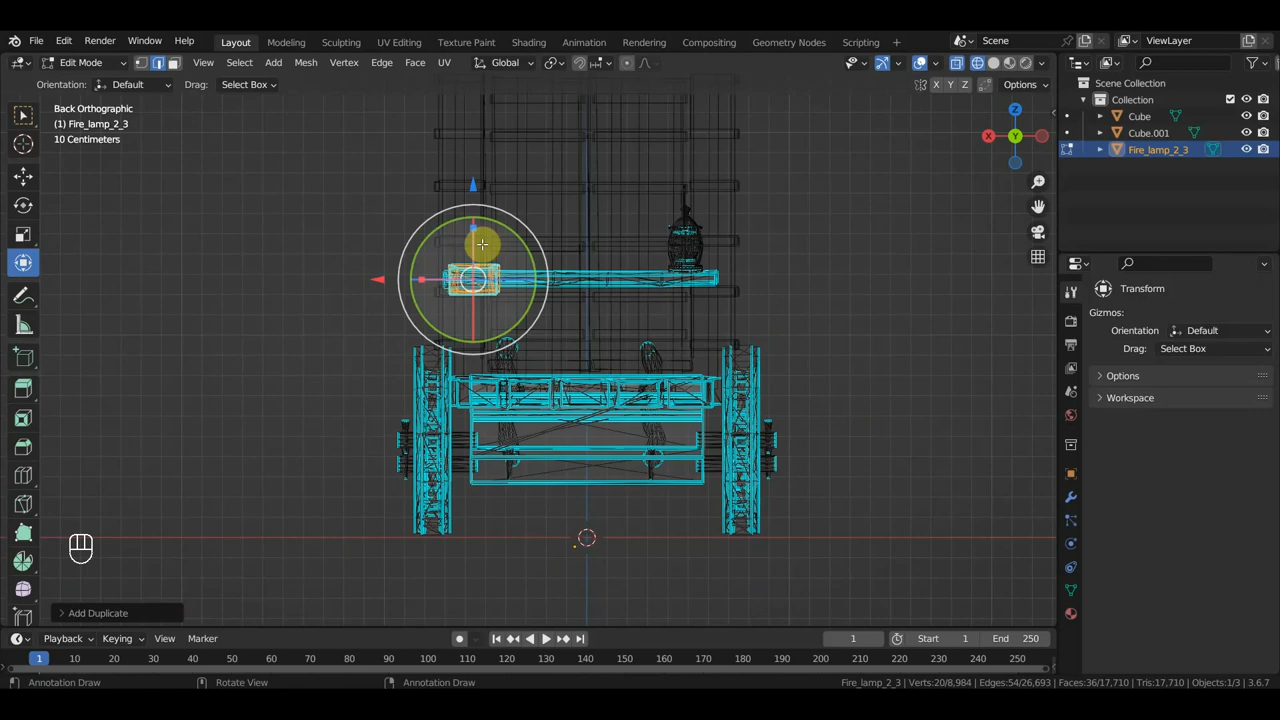 File Edit Render Window Help Layout Modeling Sculpting UV Editing Texture Paint Shading Animation Rendering Compositing Geometry Nodes Scripting + Scene ViewLayer
Edit Mode View Select Add Mesh Vertex Edge Face UV Global
Orientation: Default Drag: Select Box X Y Z Options
Back Orthographic
(1) Fire_lamp_2_3
10 Centimeters
Z
X
Y
Scene Collection
Collection
Cube
Cube.001
Fire_lamp_2_3
Transform
Gizmos:
Orientation Default
Drag: Select Box
Options
Workspace
Add Duplicate
Playback Keying View Marker 1 Start 1 End 250
1 10 20 30 40 50 60 70 80 90 100 110 120 130 140 150 160 170 180 190 200 210 220 230 240 250
Annotation Draw Rotate View Annotation Draw Fire_lamp_2_3 | Verts:20/8,984 | Edges:54/26,693 | Faces:36/17,710 | Tris:17,710 | Objects:1/3 | 3.6.7